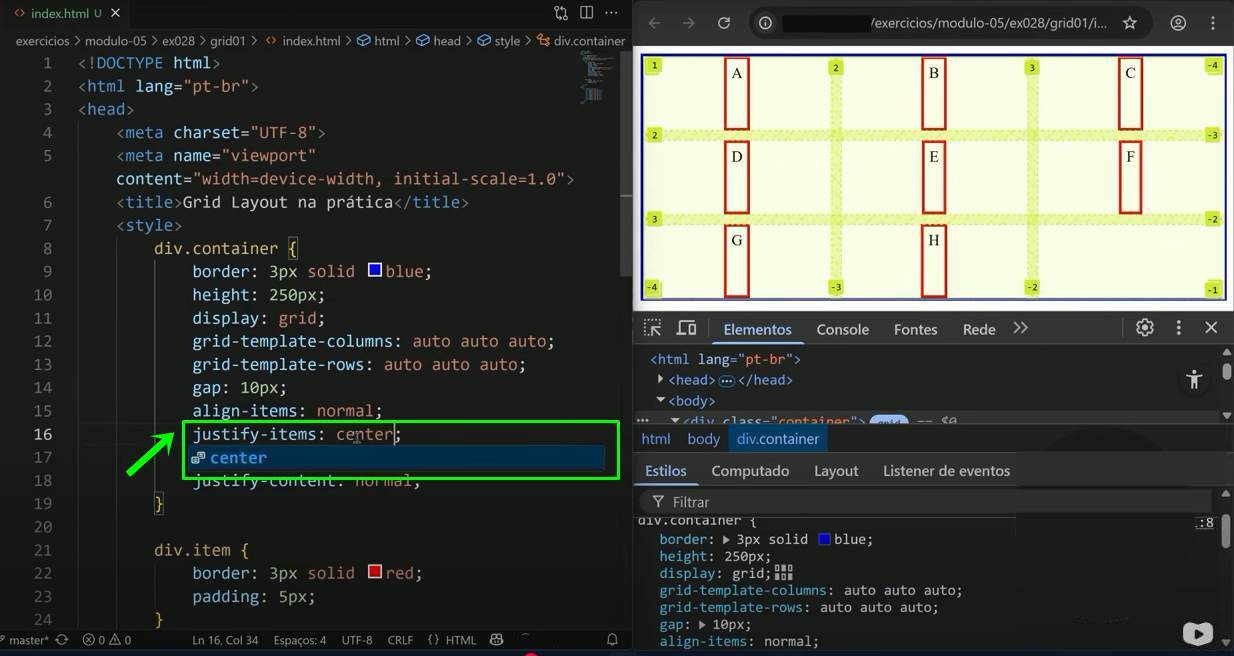 index.html U
exercicios > modulo-05 > ex028 > grid01 > index.html > html > head > style > div.container
1 <!DOCTYPE html>
2 <html lang="pt-br">
3 <head>
4 <meta charset="UTF-8">
5 <meta name="viewport"
content="width=device-width, initial-scale=1.0">
6 <title>Grid Layout na prática</title>
7 <style>
8 div.container {
9 border: 3px solid blue;
10 height: 250px;
11 display: grid;
12 grid-template-columns: auto auto auto;
13 grid-template-rows: auto auto auto;
14 gap: 10px;
15 align-items: normal;
16 justify-items: center;
17 center
18 justify-content: normal;
19 }
20
21 div.item {
22 border: 3px solid red;
23 padding: 5px;
24 }
master* 0 0 Ln 16, Col 34 Espaços: 4 UTF-8 CRLF {} HTML
/exercicios/modulo-05/ex028/grid01/i...
1 A 2 B 3 C -4
2 -3
D E F
3 -2
G H
-4 -3 -2 -1
Elementos Console Fontes Rede
<html lang="pt-br">
<head> </head>
<body>
<div class="container"> grid == $0
html body div.container
Estilos Computado Layout Listener de eventos
Filtrar
div.container { :8
border: 3px solid blue;
height: 250px;
display: grid;
grid-template-columns: auto auto auto;
grid-template-rows: auto auto auto;
gap: 10px;
align-items: normal;